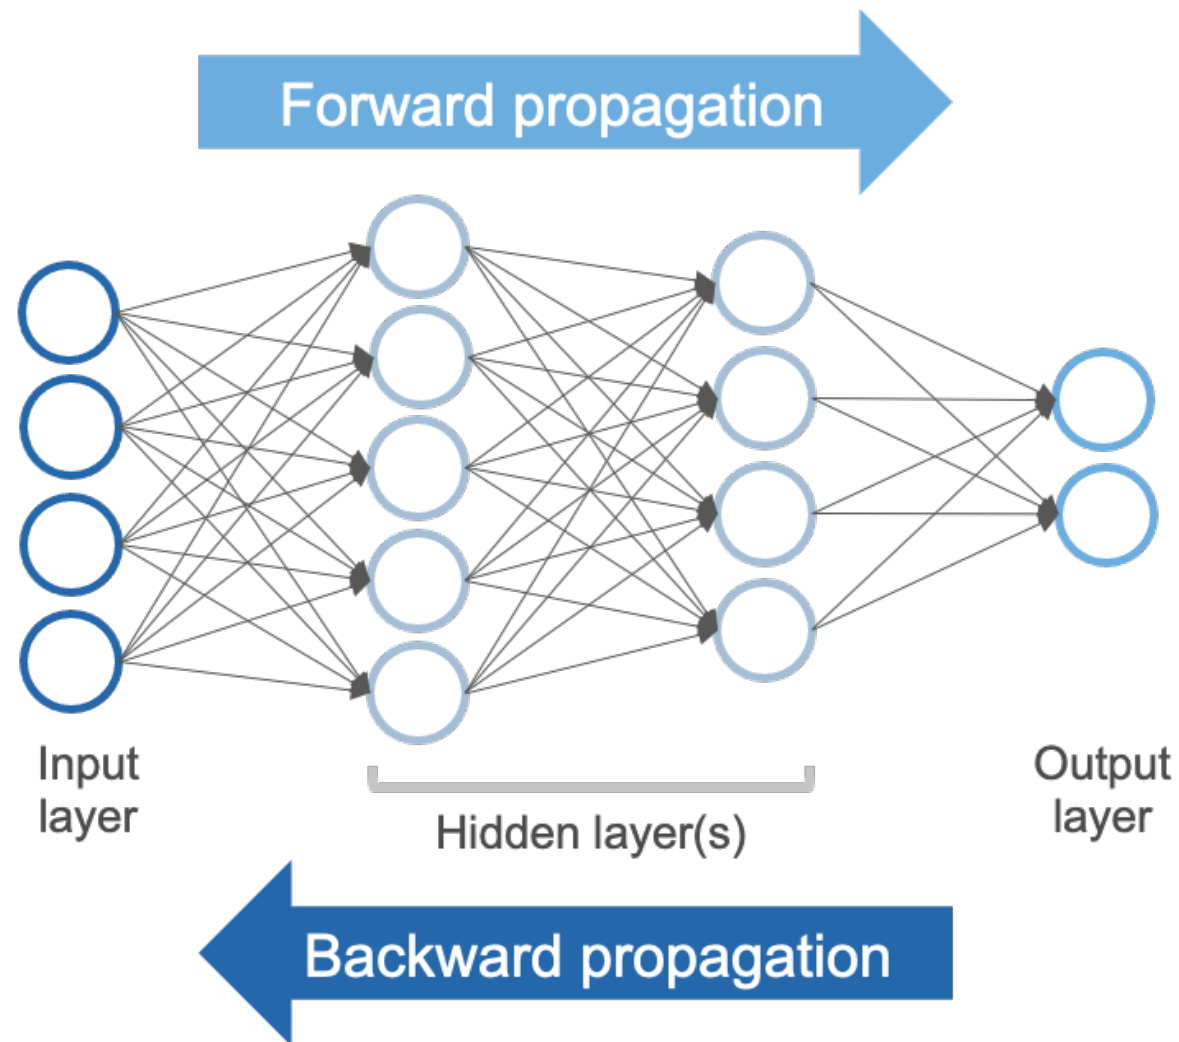 Forward propagation
Input
layer
Hidden layer(s)
Output
layer
Backward propagation